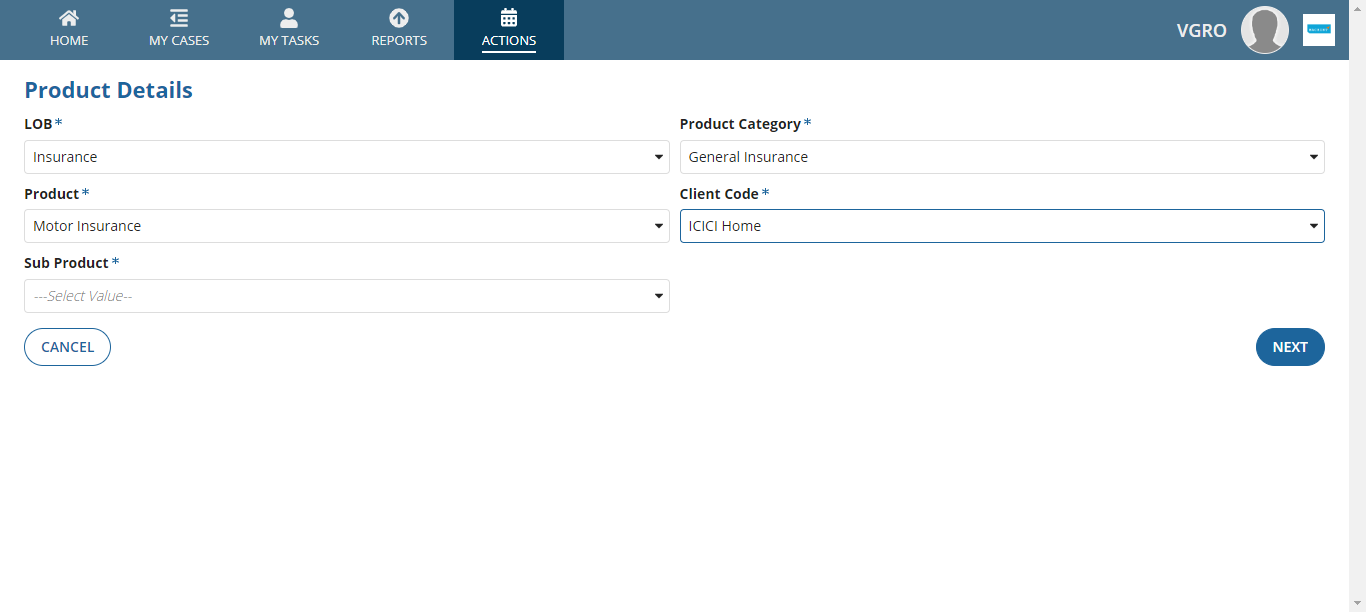 HOME
MY CASES
MY TASKS
REPORTS
ACTIONS
VGRO
Product Details
LOB*
Product Category*
Insurance
General Insurance
Product*
Client Code*
Motor Insurance
ICICI Home
Sub Product*
---Select Value--
CANCEL
NEXT